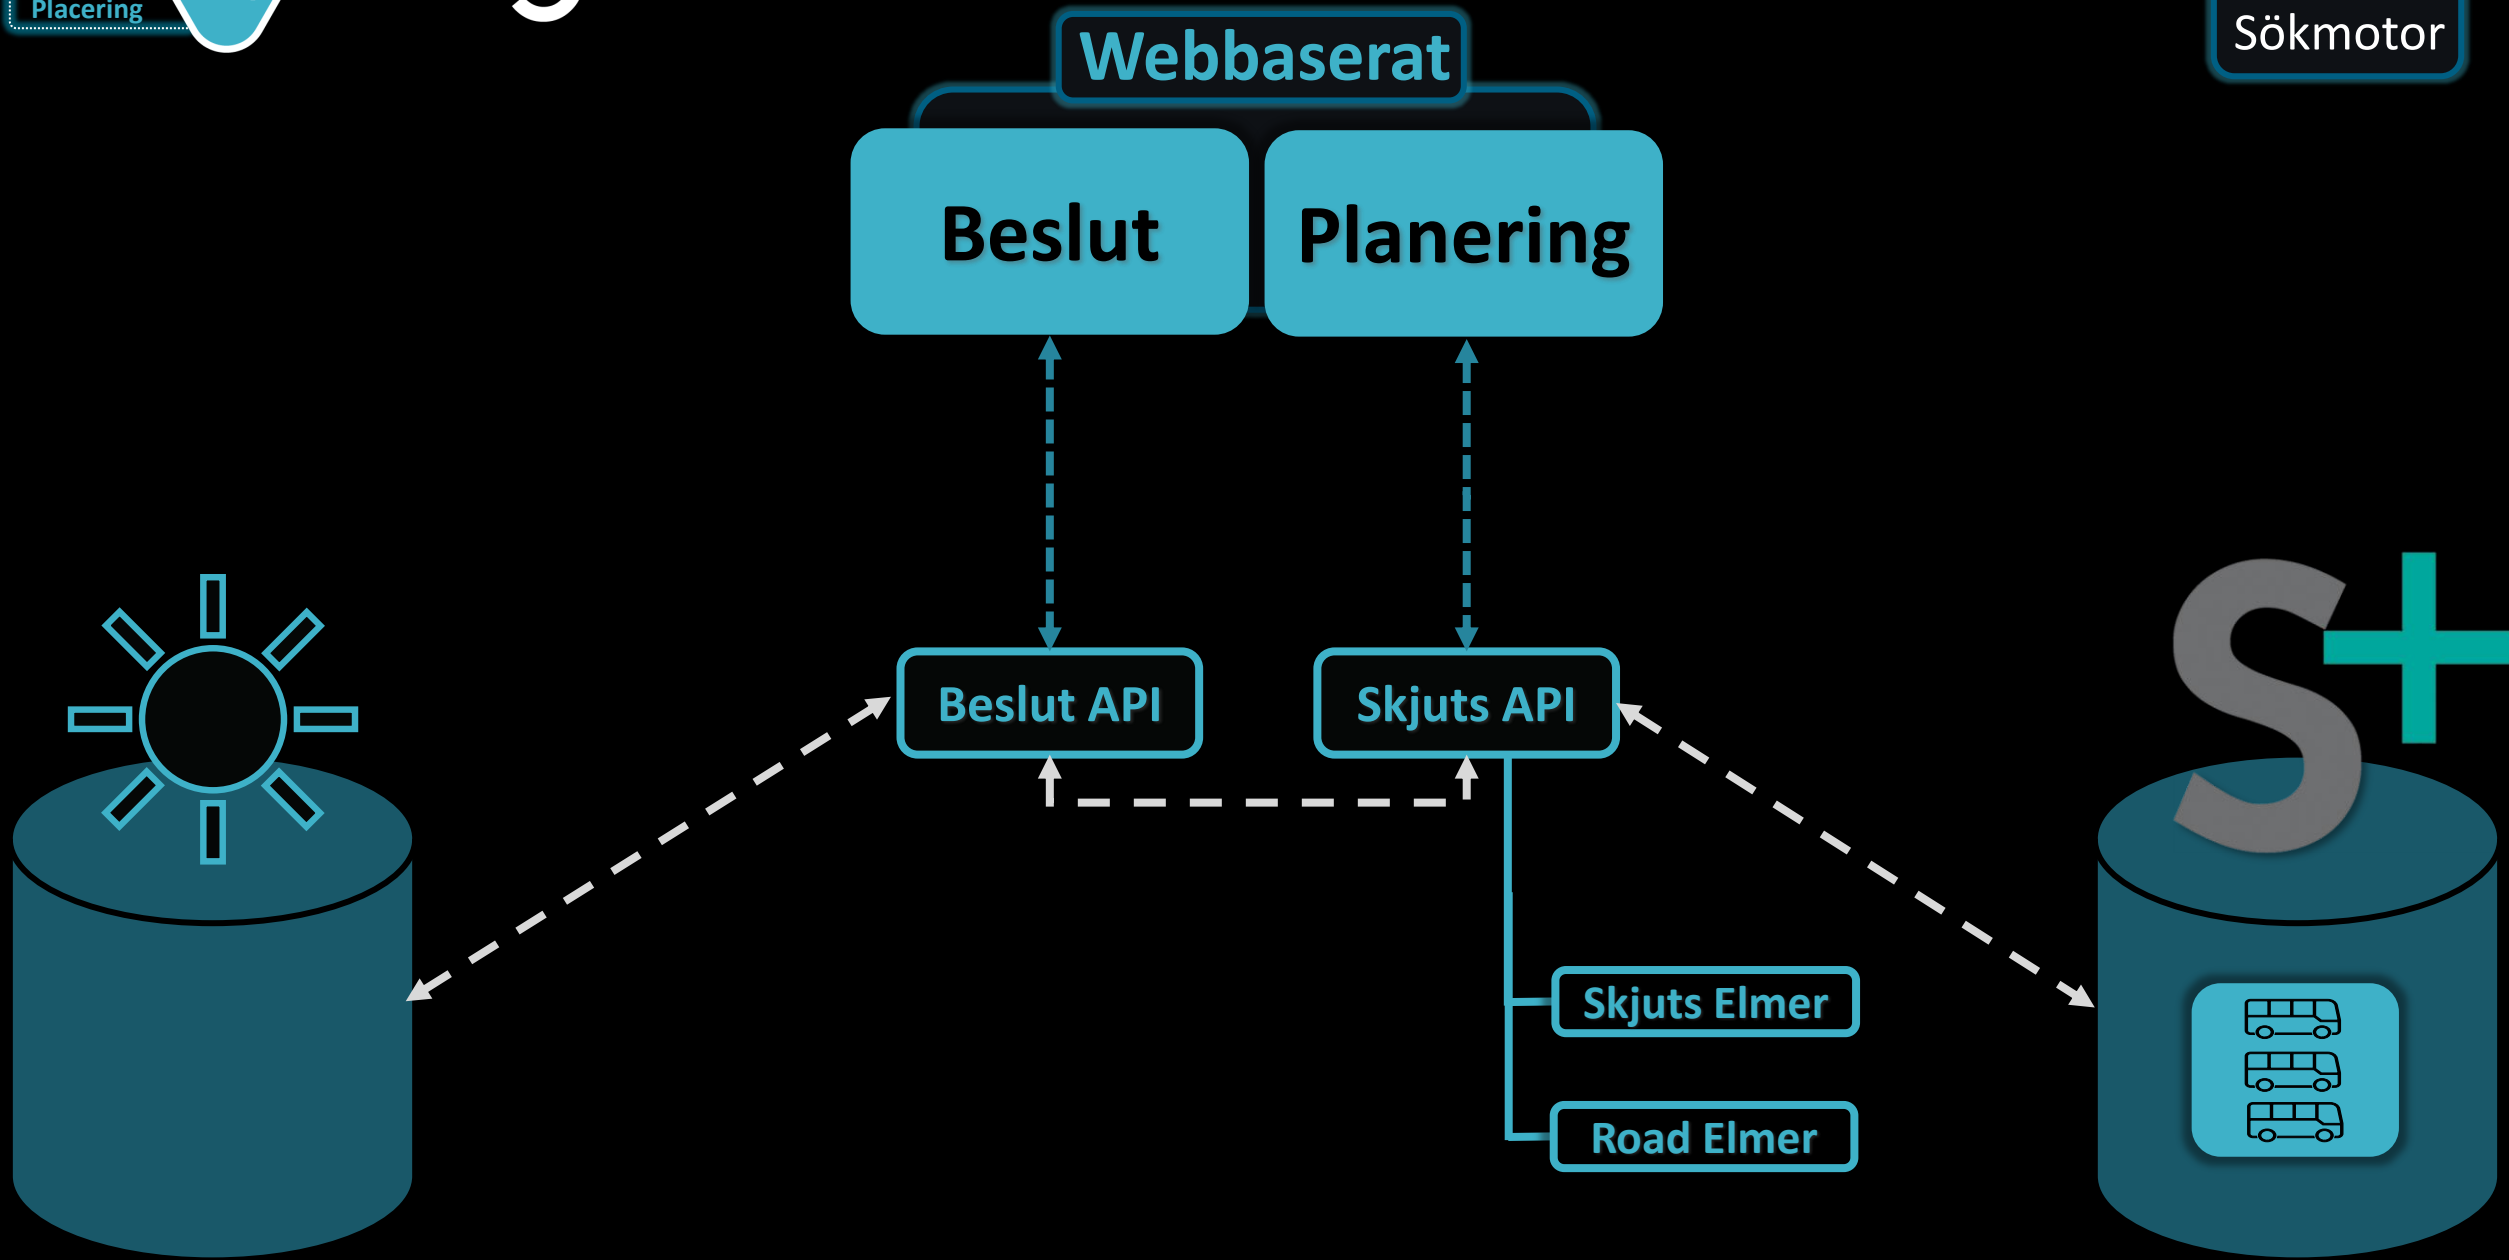 Placering
Webbaserat
Sökmotor
Beslut
Planering
Beslut API
Skjuts API
S+
Skjuts Elmer
Road Elmer